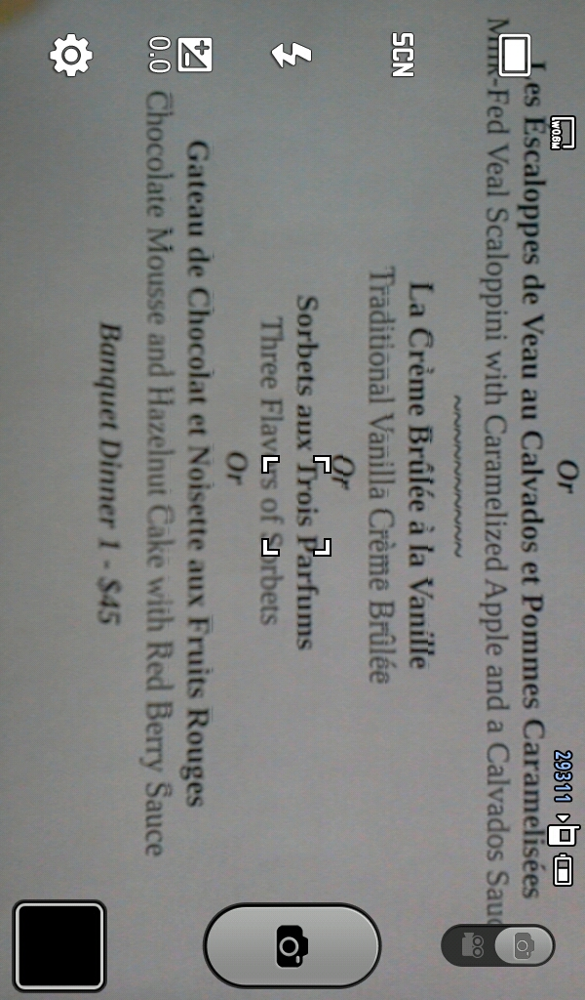 W0.8M
Or
Les Escaloppes de Veau au Calvados et Pommes Caramelisées
Milk-Fed Veal Scaloppini with Caramelized Apple and a Calvados Sauc
La Crème Brûlée à la Vanille
Traditional Vanilla Crème Brûlée
Or
Sorbets aux Trois Parfums
Three Flavors of Sorbets
Or
Gateau de Chocolat et Noisette aux Fruits Rouges
Chocolate Mousse and Hazelnut Cake with Red Berry Sauce
Banquet Dinner 1 - $45
SCN
0.0
29311